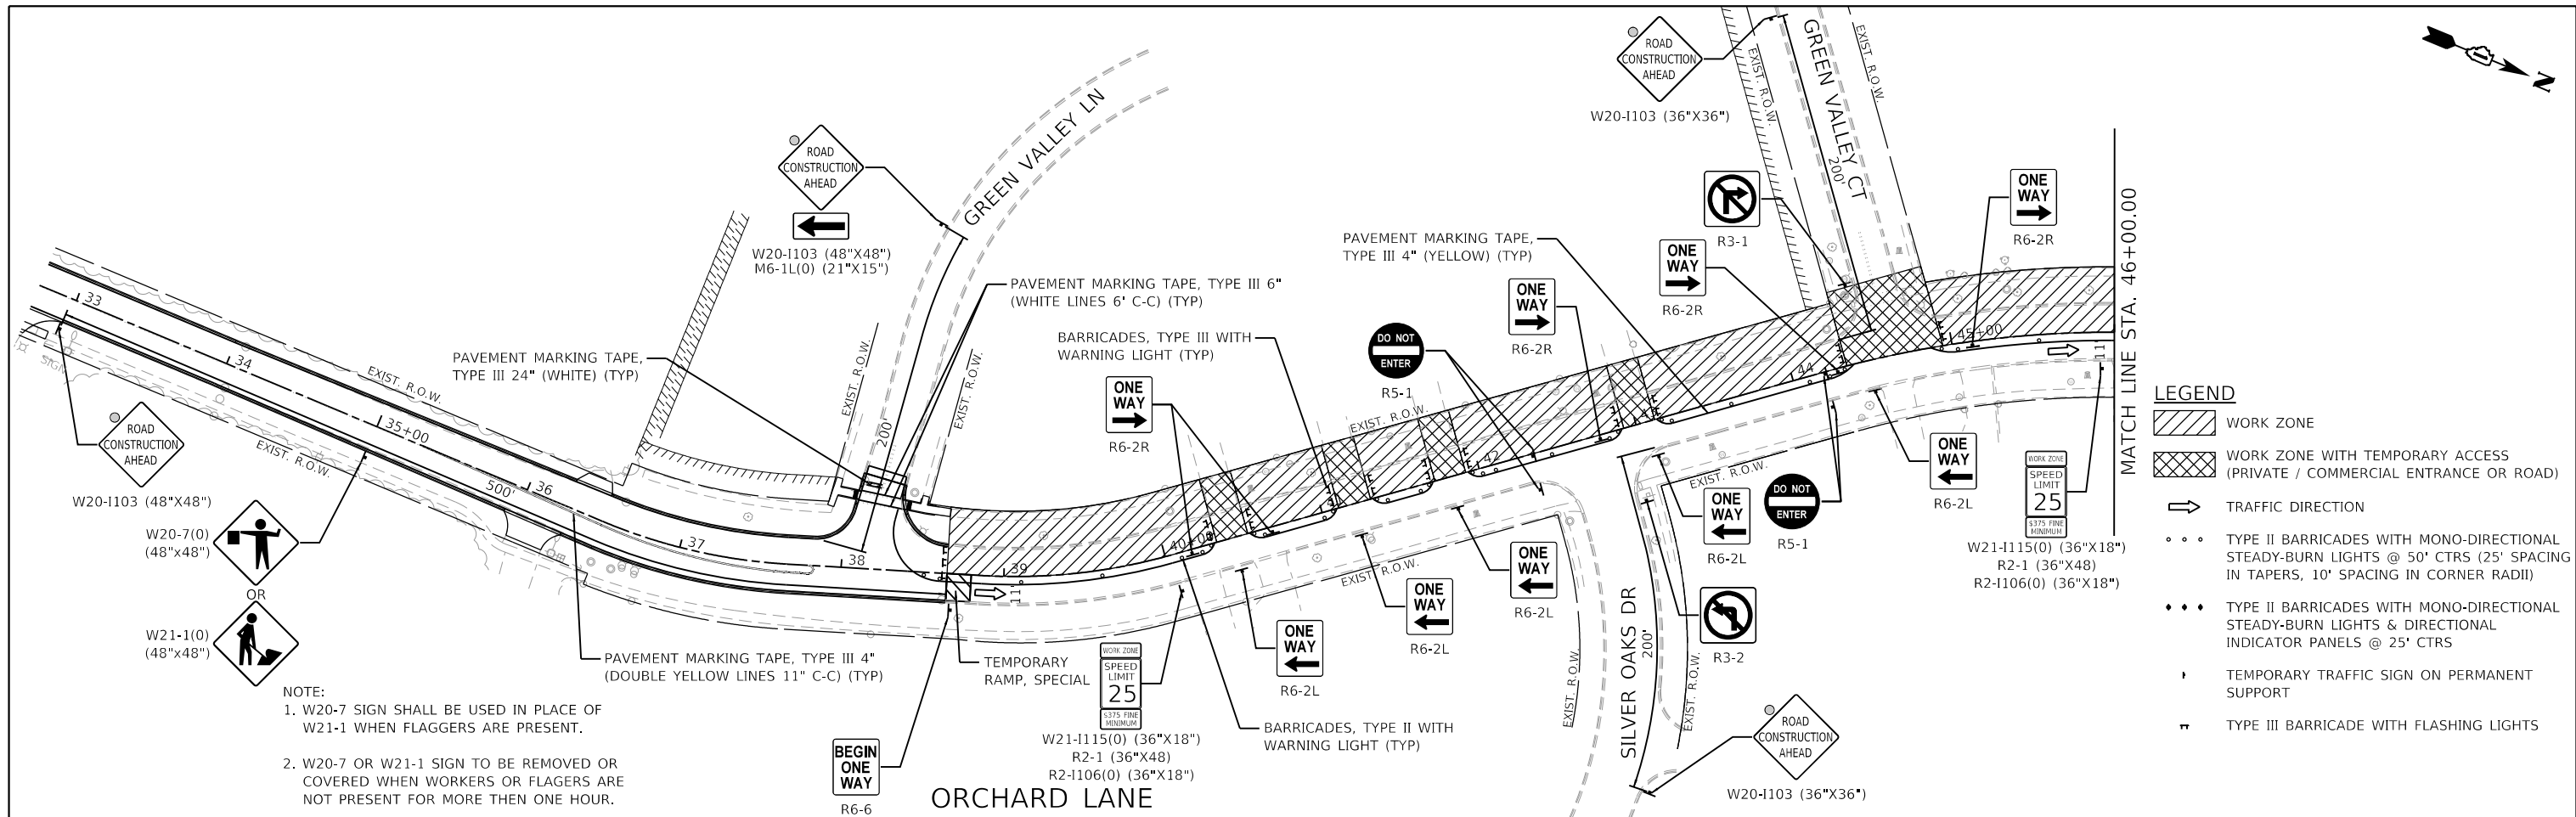 ROAD
CONSTRUCTION
AHEAD
W20-I103 (36"X36")
GREEN VALLEY CT
200'
EXIST. R.O.W.
EXIST. R.O.W.
N
ROAD
CONSTRUCTION
AHEAD
W20-I103 (48"X48")
M6-1L(0) (21"X15")
GREEN VALLEY LN
200'
EXIST. R.O.W.
EXIST. R.O.W.
R3-1
ONE
WAY
R6-2R
ONE
WAY
R6-2R
PAVEMENT MARKING TAPE,
TYPE III 4" (YELLOW) (TYP)
ONE
WAY
R6-2R
PAVEMENT MARKING TAPE, TYPE III 6"
(WHITE LINES 6' C-C) (TYP)
BARRICADES, TYPE III WITH
WARNING LIGHT (TYP)
DO NOT
ENTER
R5-1
ONE
WAY
R6-2R
PAVEMENT MARKING TAPE,
TYPE III 24" (WHITE) (TYP)
33
34
35+00
36
37
38
39
40+00
42
44
45+00
500'
11'
11'
SIGN
EXIST. R.O.W.
EXIST. R.O.W.
EXIST. R.O.W.
EXIST. R.O.W.
EXIST. R.O.W.
ROAD
CONSTRUCTION
AHEAD
W20-I103 (48"X48")
W20-7(0)
(48"x48")
OR
W21-1(0)
(48"x48")
NOTE:
1. W20-7 SIGN SHALL BE USED IN PLACE OF
W21-1 WHEN FLAGGERS ARE PRESENT.
2. W20-7 OR W21-1 SIGN TO BE REMOVED OR
COVERED WHEN WORKERS OR FLAGERS ARE
NOT PRESENT FOR MORE THEN ONE HOUR.
PAVEMENT MARKING TAPE, TYPE III 4"
(DOUBLE YELLOW LINES 11" C-C) (TYP)
TEMPORARY
RAMP, SPECIAL
BEGIN
ONE
WAY
R6-6
WORK ZONE
SPEED
LIMIT
25
$375 FINE
MINIMUM
W21-I115(0) (36"X18")
R2-1 (36"X48)
R2-I106(0) (36"X18")
ORCHARD LANE
BARRICADES, TYPE II WITH
WARNING LIGHT (TYP)
ONE
WAY
R6-2L
ONE
WAY
R6-2L
ONE
WAY
R6-2L
ONE
WAY
R6-2L
DO NOT
ENTER
R5-1
ONE
WAY
R6-2L
R3-2
SILVER OAKS DR
200'
EXIST. R.O.W.
EXIST. R.O.W.
ROAD
CONSTRUCTION
AHEAD
W20-I103 (36"X36")
WORK ZONE
SPEED
LIMIT
25
$375 FINE
MINIMUM
W21-I115(0) (36"X18")
R2-1 (36"X48)
R2-I106(0) (36"X18")
MATCH LINE STA. 46+00.00
LEGEND
WORK ZONE
WORK ZONE WITH TEMPORARY ACCESS
(PRIVATE / COMMERCIAL ENTRANCE OR ROAD)
TRAFFIC DIRECTION
TYPE II BARRICADES WITH MONO-DIRECTIONAL
STEADY-BURN LIGHTS @ 50' CTRS (25' SPACING
IN TAPERS, 10' SPACING IN CORNER RADII)
TYPE II BARRICADES WITH MONO-DIRECTIONAL
STEADY-BURN LIGHTS & DIRECTIONAL
INDICATOR PANELS @ 25' CTRS
TEMPORARY TRAFFIC SIGN ON PERMANENT
SUPPORT
TYPE III BARRICADE WITH FLASHING LIGHTS